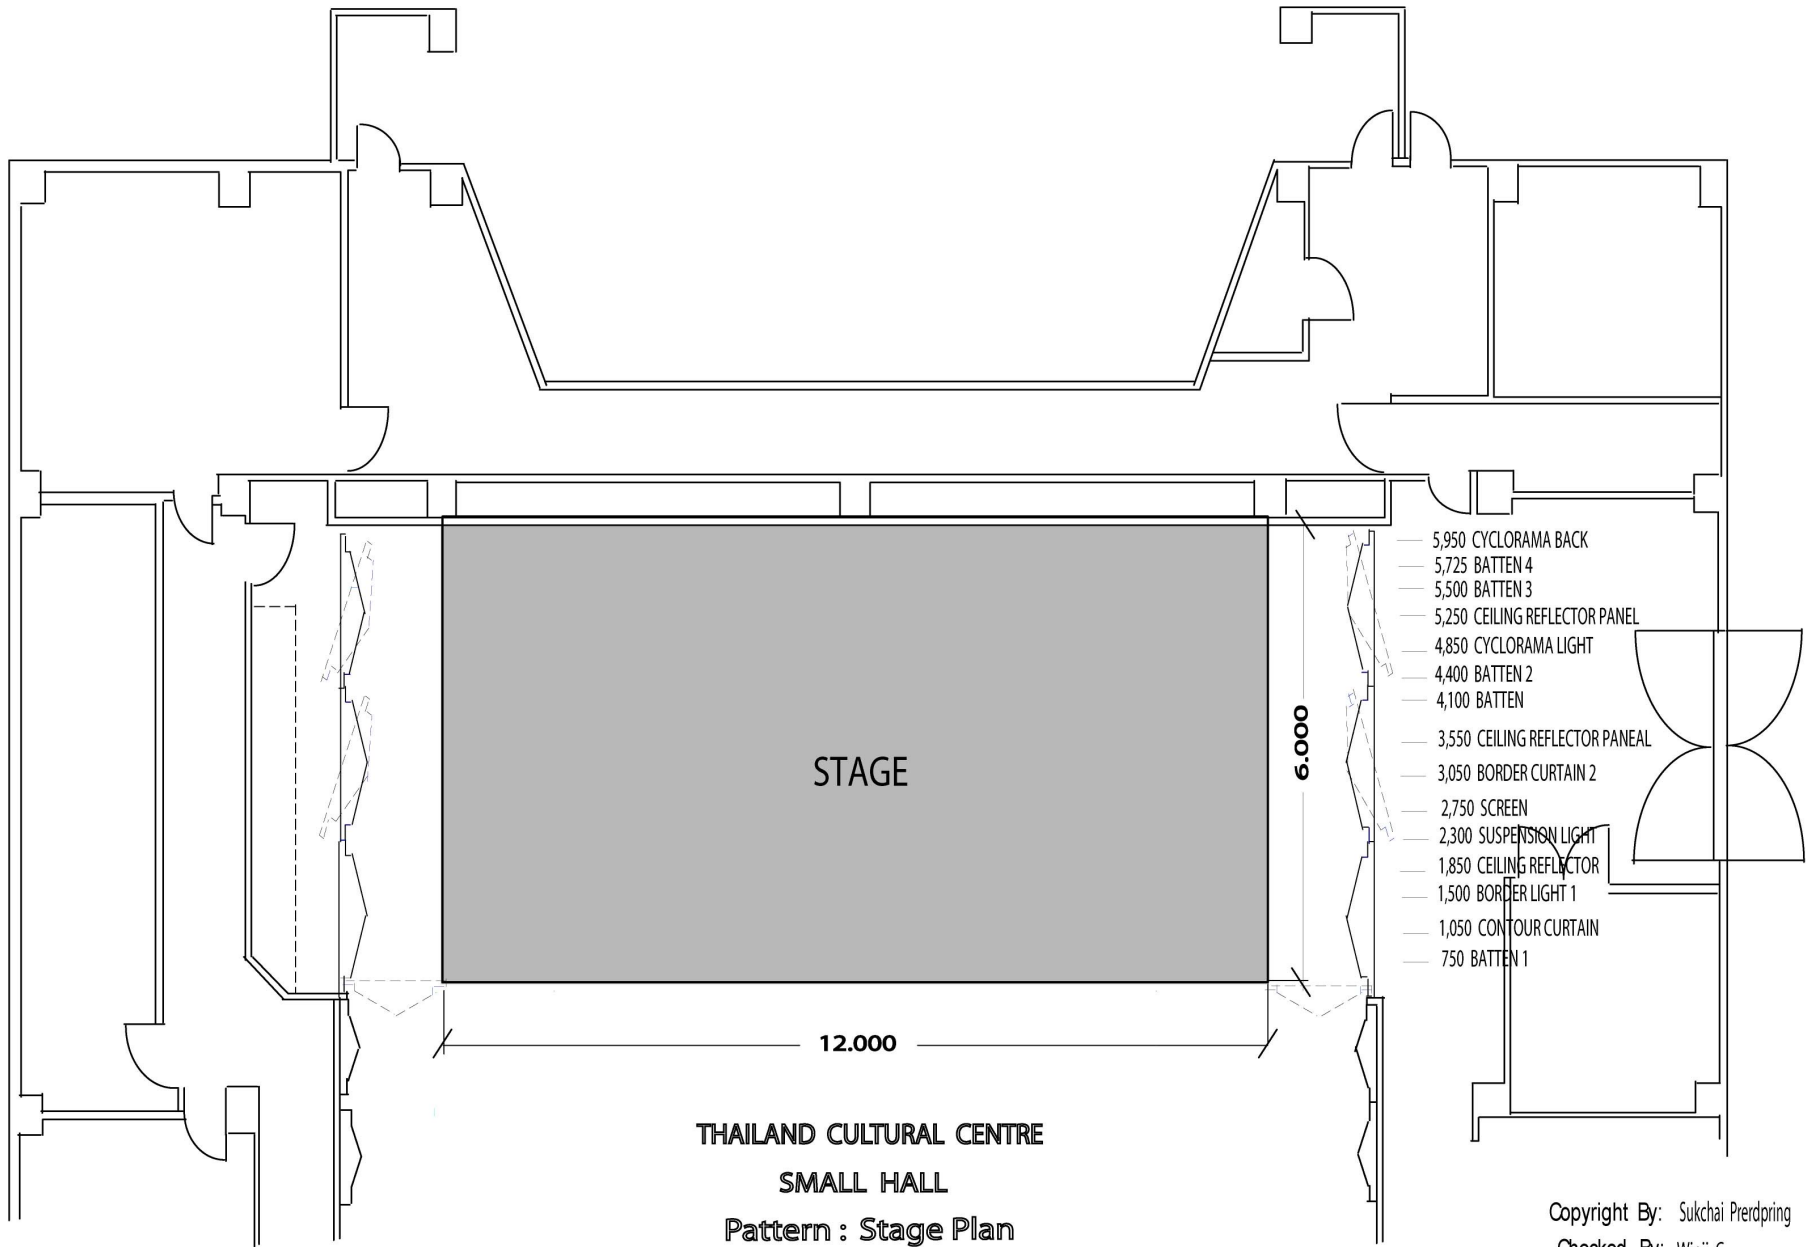 5,950 CYCLORAMA BACK
5,725 BATTEN 4
5,500 BATTEN 3
5,250 CEILING REFLECTOR PANEL
4,850 CYCLORAMA LIGHT
4,400 BATTEN 2
4,100 BATTEN
3,550 CEILING REFLECTOR PANEAL
3,050 BORDER CURTAIN 2
2,750 SCREEN
2,300 SUSPENSION LIGHT
1,850 CEILING REFLECTOR
1,500 BORDER LIGHT 1
1,050 CONTOUR CURTAIN
750 BATTEN 1
STAGE
6.000
12.000
THAILAND CULTURAL CENTRE
SMALL HALL
Pattern : Stage Plan
Copyright By: Sukchai Prerdpring
Checked By: